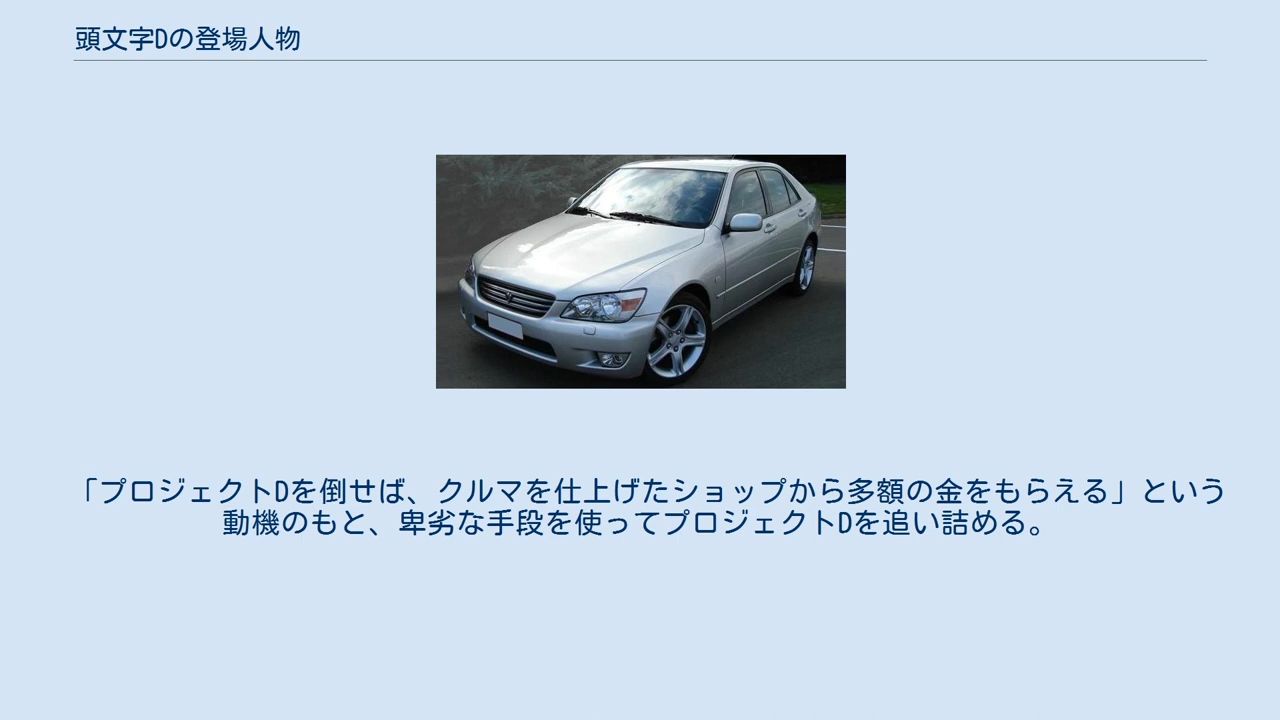 頭文字Dの登場人物
「プロジェクトDを倒せば、クルマを仕上げたショップから多額の金をもらえる」という
動機のもと、卑劣な手段を使ってプロジェクトDを追い詰める。